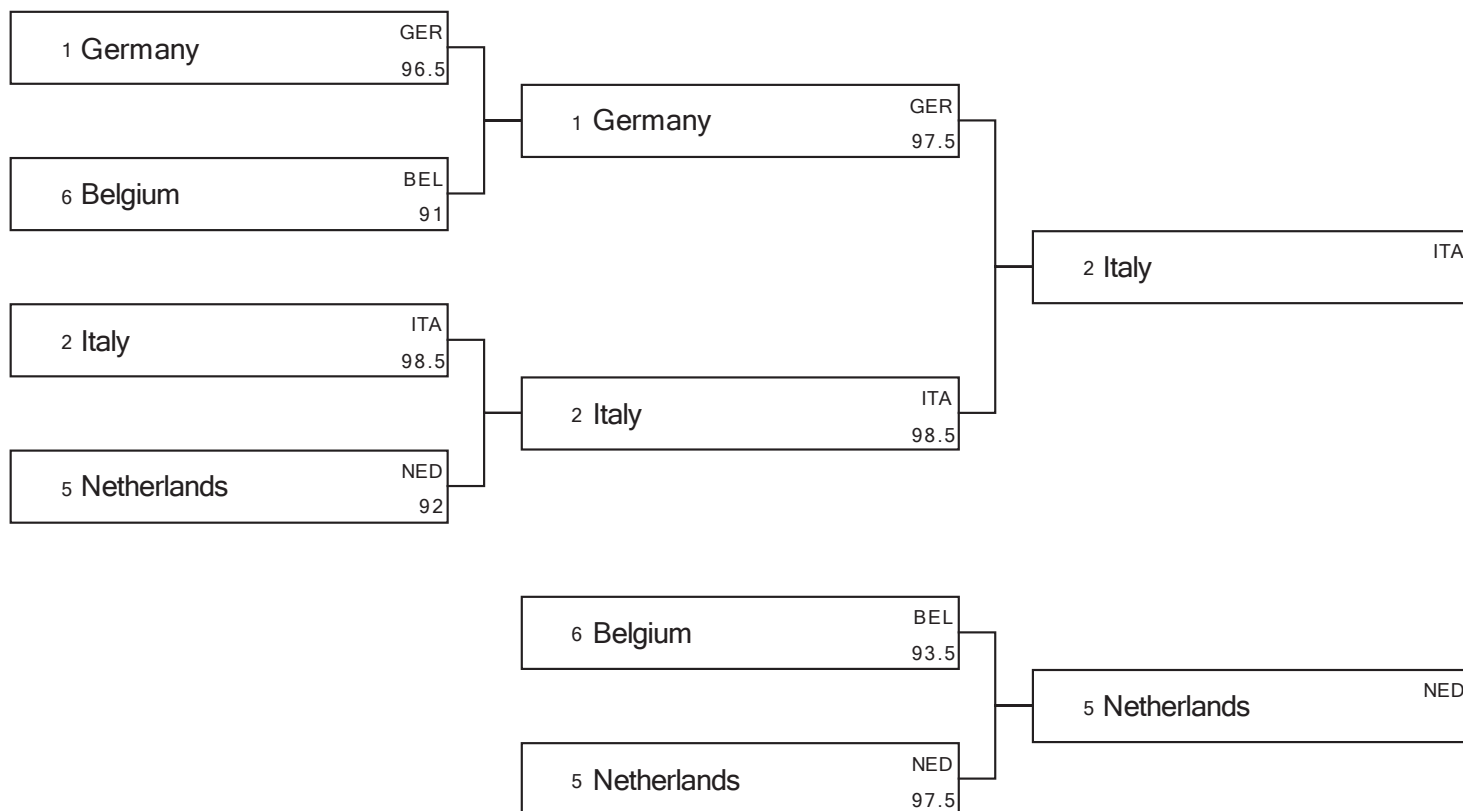 1 Germany GER
96.5
6 Belgium BEL
91
2 Italy ITA
98.5
5 Netherlands NED
92
1 Germany GER
97.5
2 Italy ITA
98.5
6 Belgium BEL
93.5
5 Netherlands NED
97.5
2 Italy ITA
5 Netherlands NED